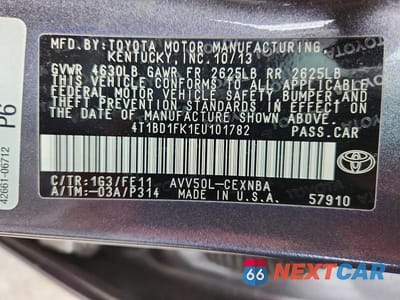 MFD. BY: TOYOTA MOTOR MANUFACTURING,
KENTUCKY, INC. 10/13
GVWR 4630LB GAWR FR 2625LB RR 2625LB
THIS VEHICLE CONFORMS TO ALL APPLICABLE
FEDERAL MOTOR VEHICLE SAFETY, BUMPER, AND
THEFT PREVENTION STANDARDS IN EFFECT ON
THE DATE OF MANUFACTURE SHOWN ABOVE.
4T1BD1FK1EU101782 PASS.CAR
C/TR: 1G3/FF11 AVV50L-CEXNBA
A/TM: -03A/P314 MADE IN U.S.A.
57910
TOYOTA
P6
42661-06712
66 NEXTCAR